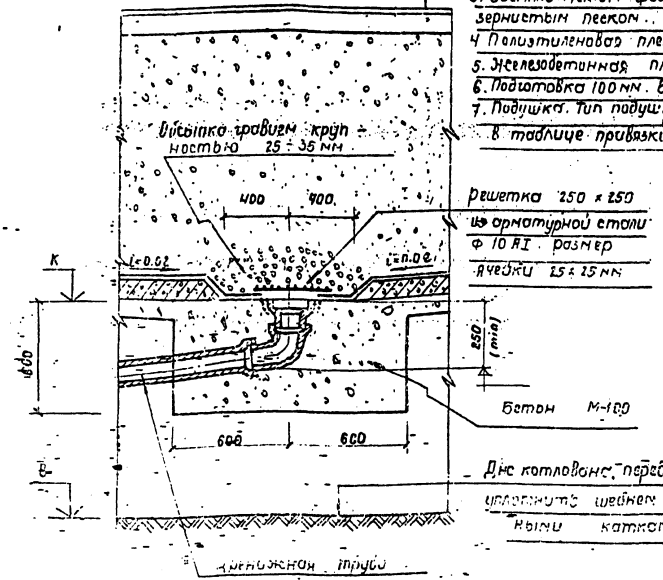 зернистым песком..
4 Полиэтиленовая пле
5. Железобетонная пл
6. Подготовка 100 мм. б
7. Подушка. Тип подуш.
в таблице привязки
Обсыпка гравием круп-
ностью 25÷35 мм
400 400
Решетка 250 x 250
из арматурной стали
Ф 10 АI размер
ячейки 25 x 25 мм
i=0.02 i=0.02
К
1800
250
(min)
Бетон М-100
600 600
Дно котлована, перед
уплотнить щебнем
ными катком
В
дренажная труба